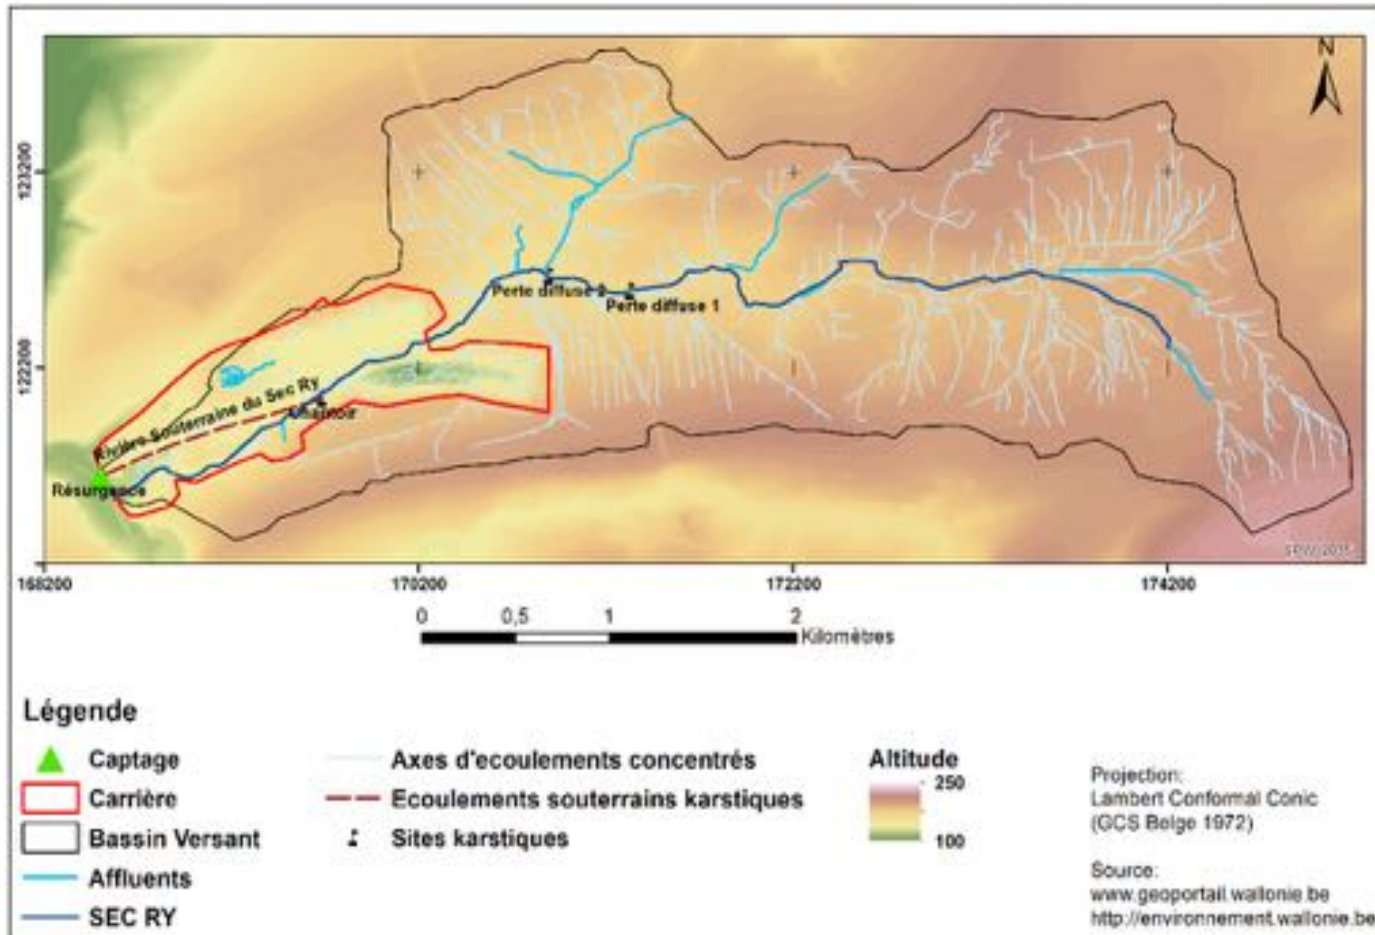 N
123200
122200
Perte diffuse 2
Perte diffuse 1
Rivière Souterraine du Sec Ry
Chantoir
Résurgence
SPW 2015
168200
170200
172200
174200
0
0,5
1
2
Kilomètres
Légende
Captage
Carrière
Bassin Versant
Affluents
SEC RY
Axes d'ecoulements concentrés
Ecoulements souterrains karstiques
Sites karstiques
Altitude
250
100
Projection:
Lambert Conformal Conic
(GCS Belge 1972)
Source:
www.geoportail.wallonie.be
http://environnement.wallonie.be